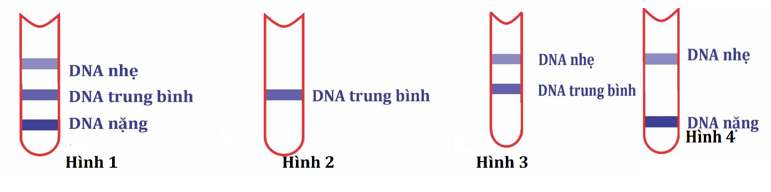 DNA nhẹ
DNA trung bình
DNA nặng
Hình 1
DNA trung bình
Hình 2
DNA nhẹ
DNA trung bình
Hình 3
DNA nhẹ
DNA nặng
Hình 4